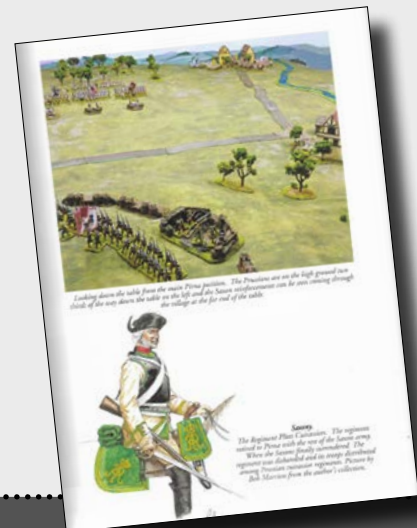 Looking down the table from the main Pirna position. The Prussians are on the high ground two
thirds of the way down the table on the left and the Saxon reinforcements can be seen coming through
the village at the far end of the table.
Saxony.
The Regiment Plotz Cuirassiers. The regiment
retired to Pirna with the rest of the Saxon army.
When the Saxons finally surrendered the
regiment was disbanded and its troops distributed
among Prussian cuirassier regiments. Picture by
Bob Marrion from the author's collection.